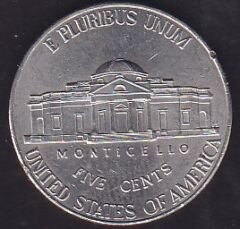 E PLURIBUS UNUM
MONTICELLO
FIVE CENTS
UNITED STATES OF AMERICA